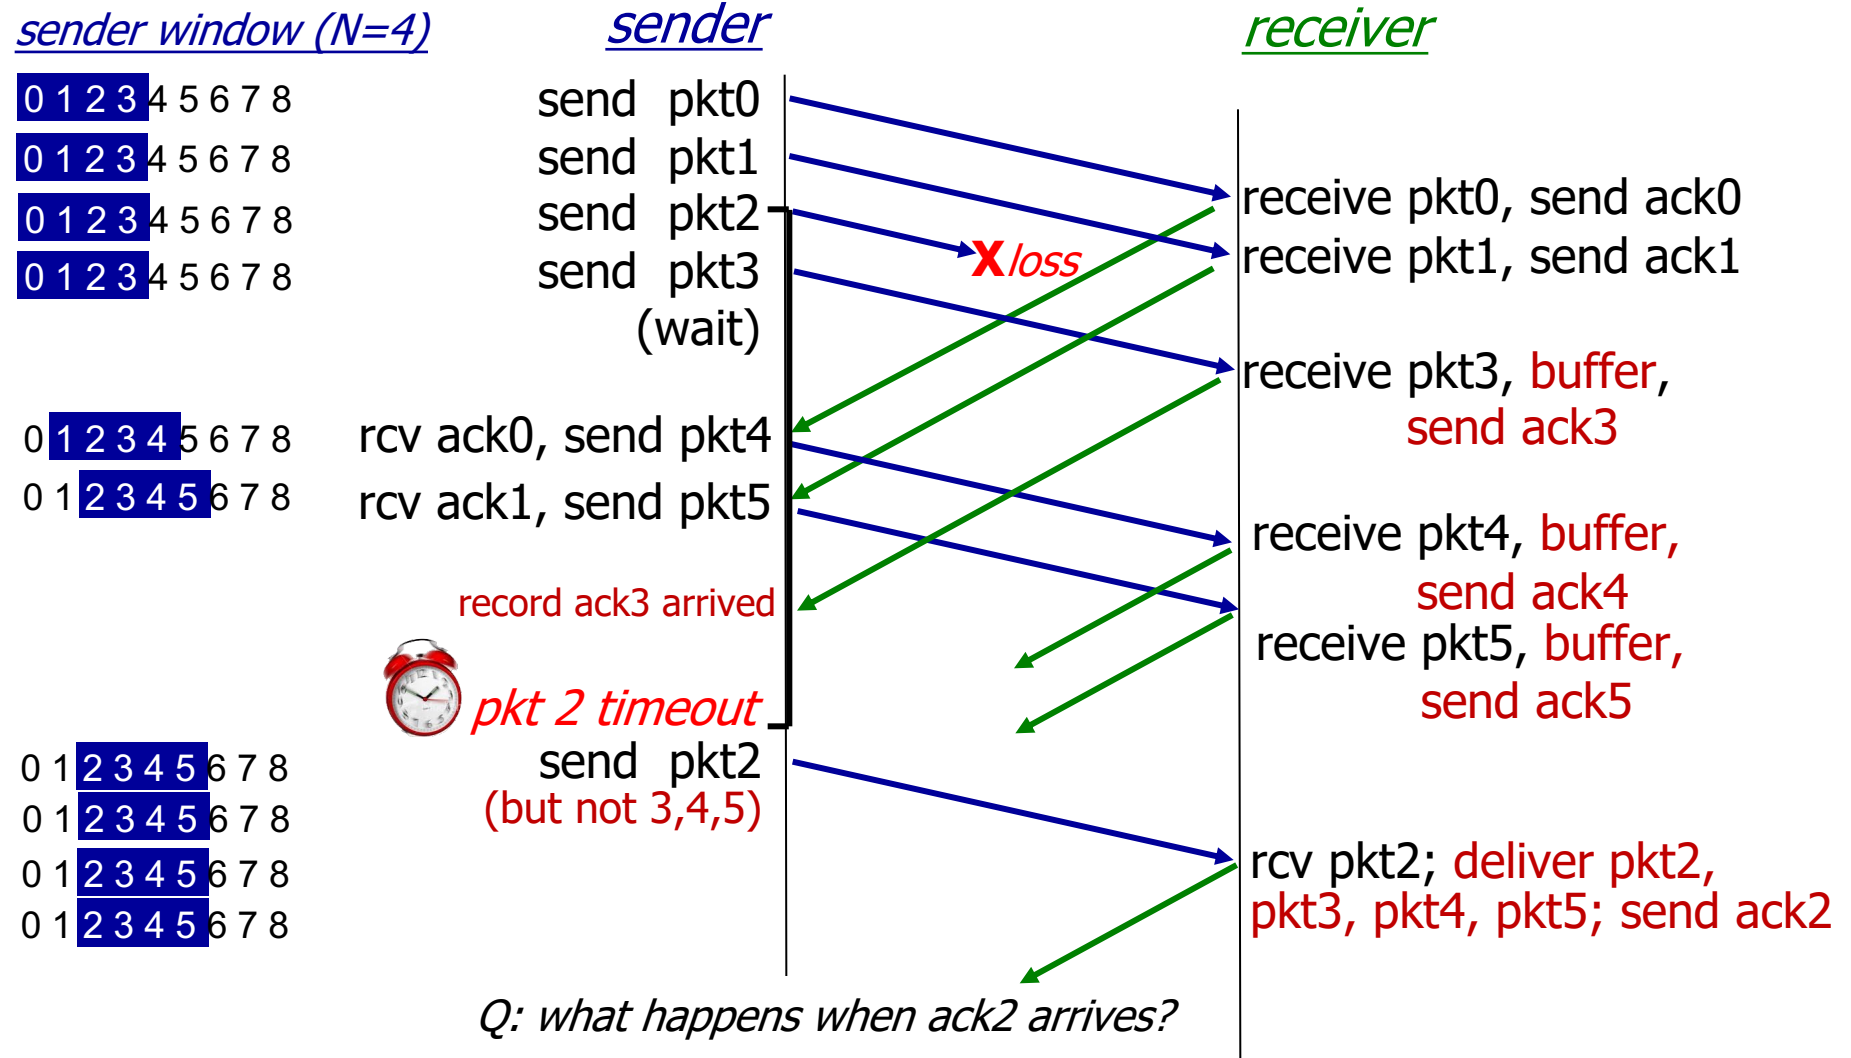 sender window (N=4)
sender
receiver
0 1 2 3 4 5 6 7 8
send pkt0
0 1 2 3 4 5 6 7 8
send pkt1
0 1 2 3 4 5 6 7 8
send pkt2
0 1 2 3 4 5 6 7 8
send pkt3
(wait)
X loss
receive pkt0, send ack0
receive pkt1, send ack1
receive pkt3, buffer,
send ack3
0 1 2 3 4 5 6 7 8
rcv ack0, send pkt4
0 1 2 3 4 5 6 7 8
rcv ack1, send pkt5
receive pkt4, buffer,
send ack4
record ack3 arrived
receive pkt5, buffer,
send ack5
pkt 2 timeout
0 1 2 3 4 5 6 7 8
send pkt2
0 1 2 3 4 5 6 7 8
(but not 3,4,5)
0 1 2 3 4 5 6 7 8
0 1 2 3 4 5 6 7 8
rcv pkt2; deliver pkt2,
pkt3, pkt4, pkt5; send ack2
Q: what happens when ack2 arrives?